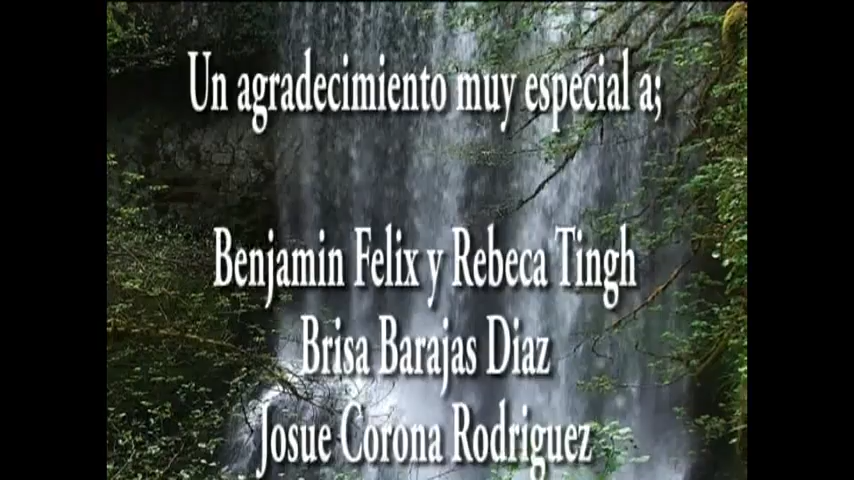 Un agradecimiento muy especial a;
Benjamin Felix y Rebeca Tingh
Brisa Barajas Diaz
Josue Corona Rodriguez